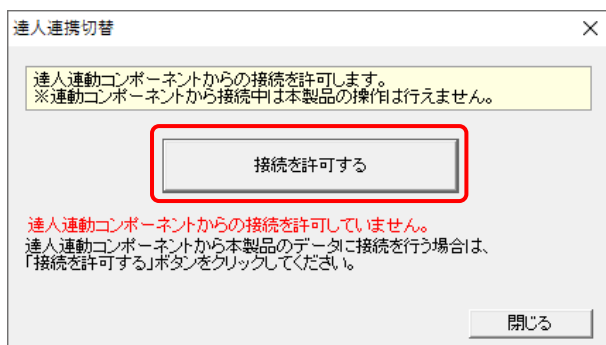 達人連携切替
達人連動コンポーネントからの接続を許可します。
※連動コンポーネントから接続中は本製品の操作は行えません。
接続を許可する
達人連動コンポーネントからの接続を許可していません。
達人連動コンポーネントから本製品のデータに接続を行う場合は、
「接続を許可する」ボタンをクリックしてください。
閉じる